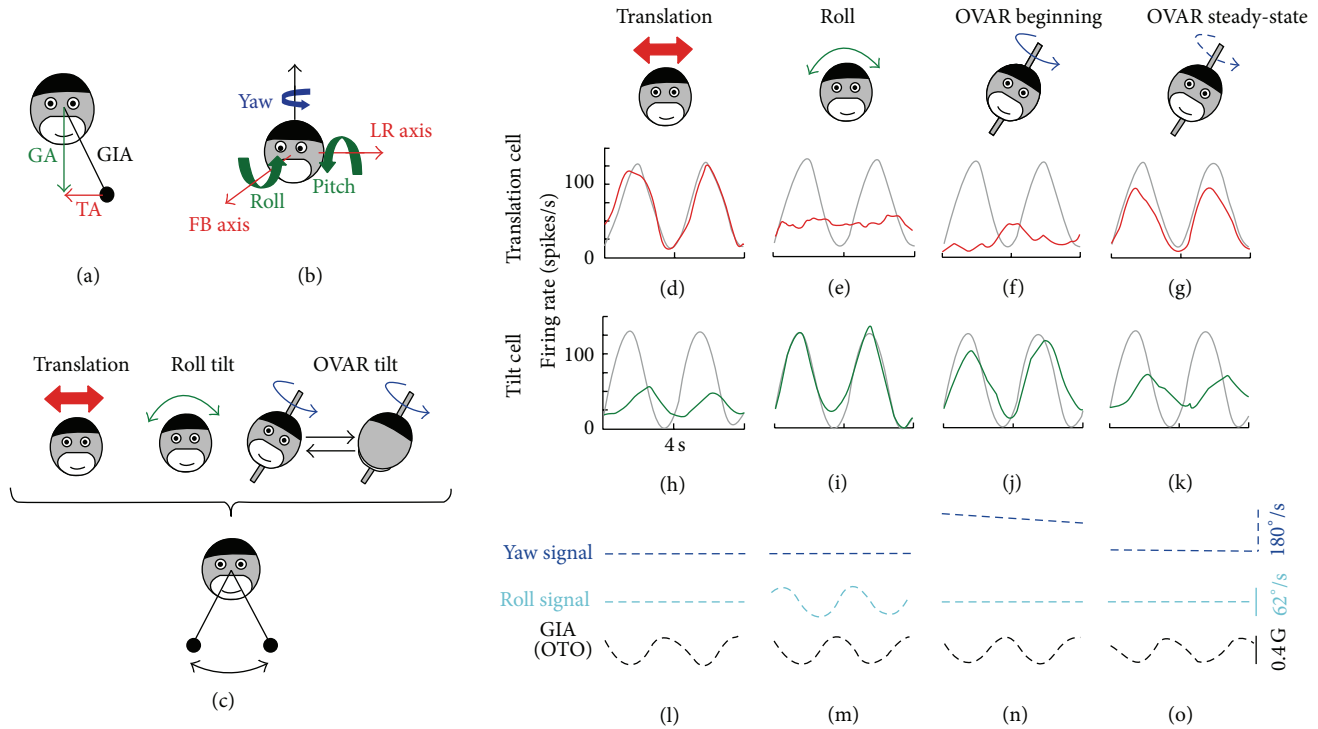 GA
GIA
TA
(a)
Yaw
LR axis
Roll
Pitch
FB axis
(b)
Translation
Roll tilt
OVAR tilt
(c)
Translation
Roll
OVAR beginning
OVAR steady-state
Firing rate (spikes/s)
Translation cell
100
0
(d)
(e)
(f)
(g)
Tilt cell
100
0
4 s
(h)
(i)
(j)
(k)
Yaw signal
180°/s
Roll signal
62°/s
GIA
(OTO)
0.4 G
(l)
(m)
(n)
(o)